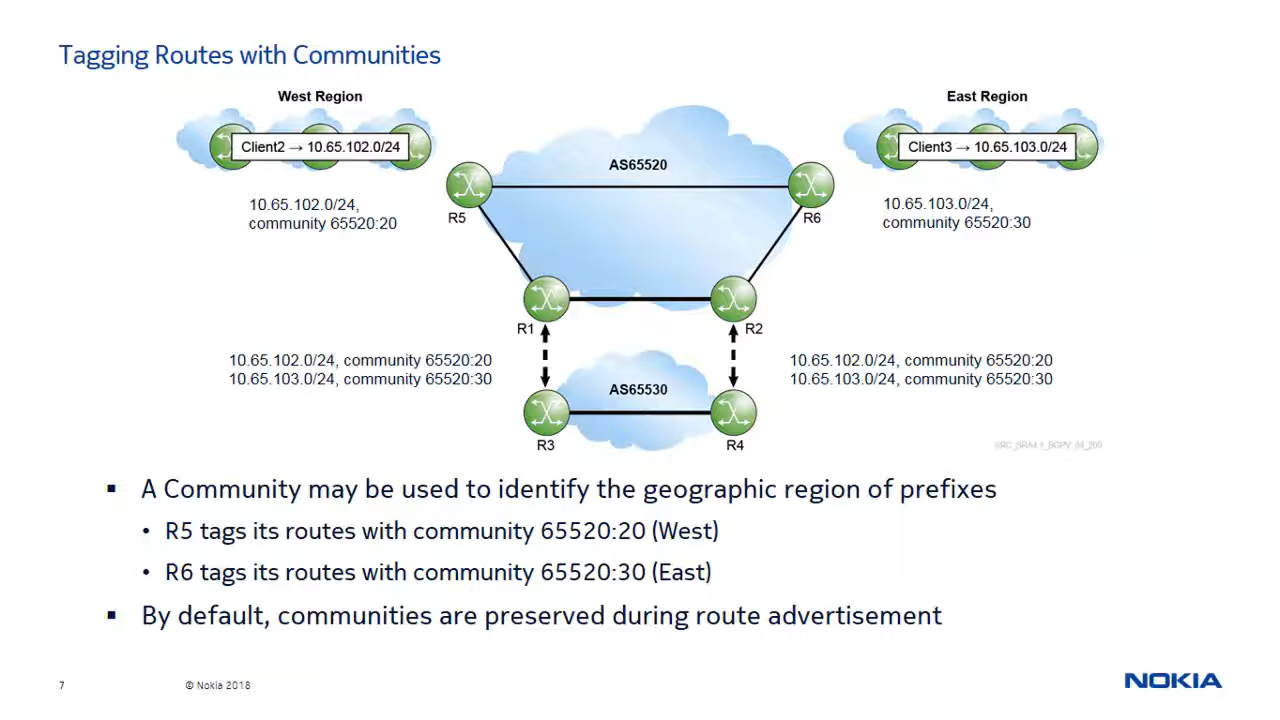 Tagging Routes with Communities
West Region
East Region
Client2 → 10.65.102.0/24
Client3 → 10.65.103.0/24
AS65520
R5
R6
10.65.102.0/24,
community 65520:20
10.65.103.0/24,
community 65520:30
R1
R2
10.65.102.0/24, community 65520:20
10.65.103.0/24, community 65520:30
10.65.102.0/24, community 65520:20
10.65.103.0/24, community 65520:30
AS65530
R3
R4
▪ A Community may be used to identify the geographic region of prefixes
• R5 tags its routes with community 65520:20 (West)
• R6 tags its routes with community 65520:30 (East)
▪ By default, communities are preserved during route advertisement
7
© Nokia 2018
NOKIA